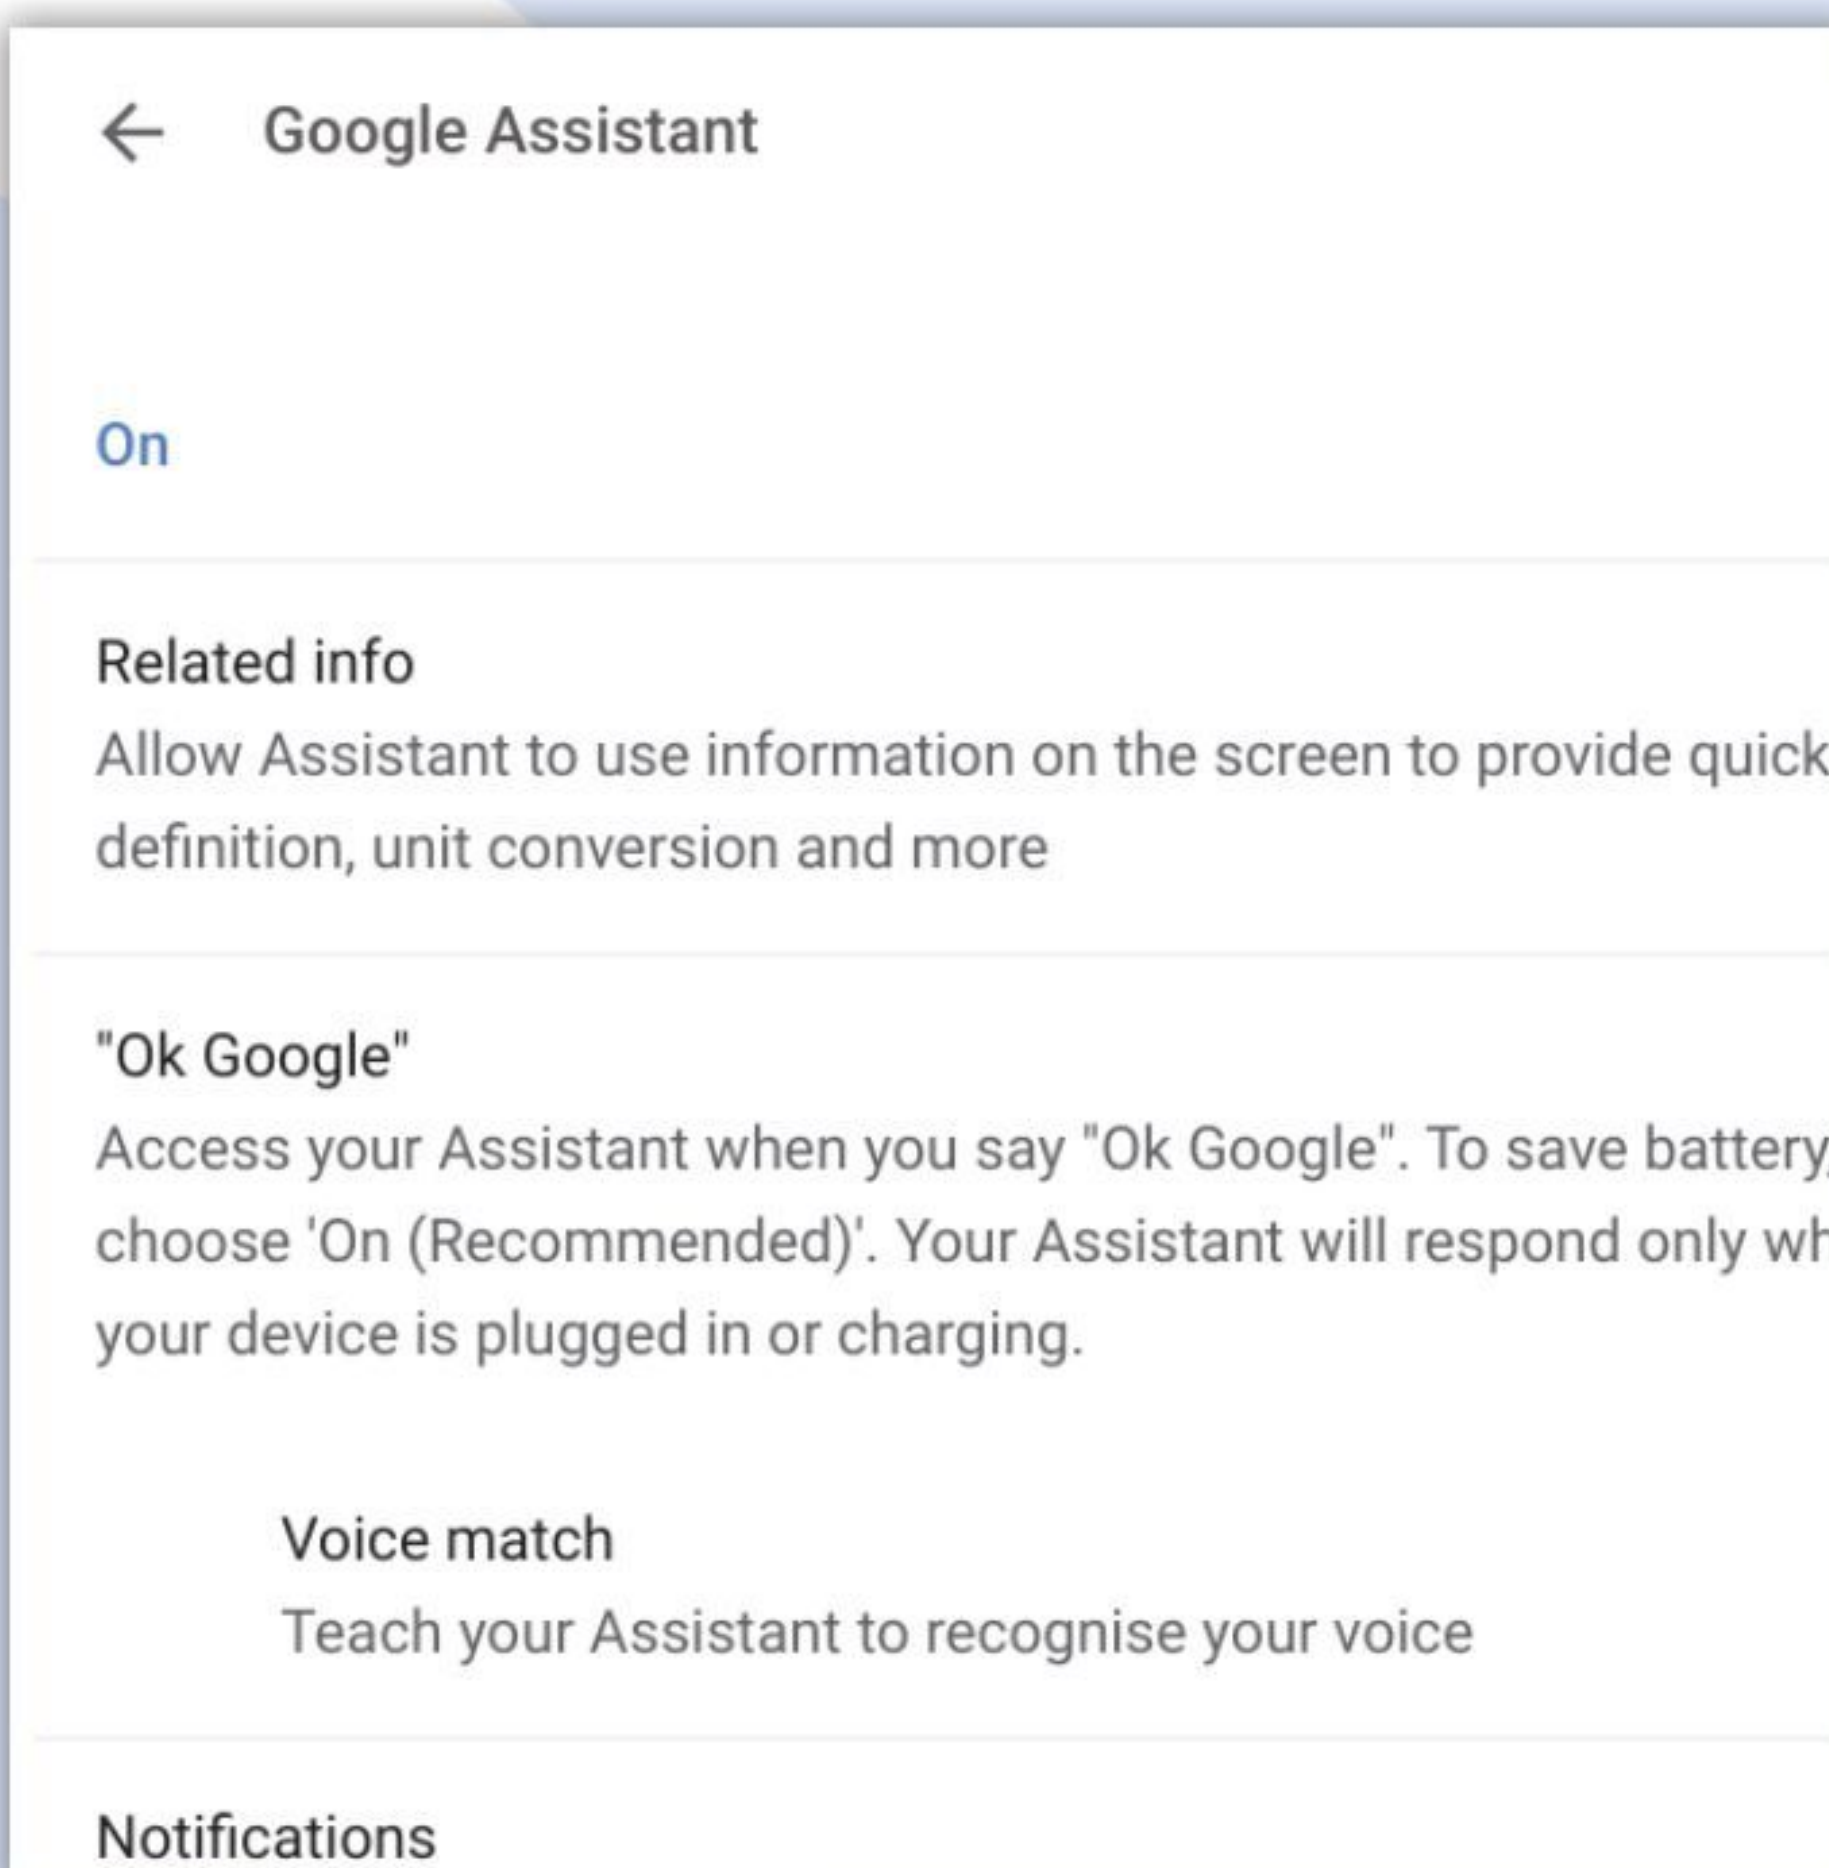 Google Assistant
On
Related info
Allow Assistant to use information on the screen to provide quick
definition, unit conversion and more
"Ok Google"
Access your Assistant when you say "Ok Google". To save battery,
choose 'On (Recommended)'. Your Assistant will respond only
your device is plugged in or charging.
Voice match
Teach your Assistant to recognise your voice
Notifications